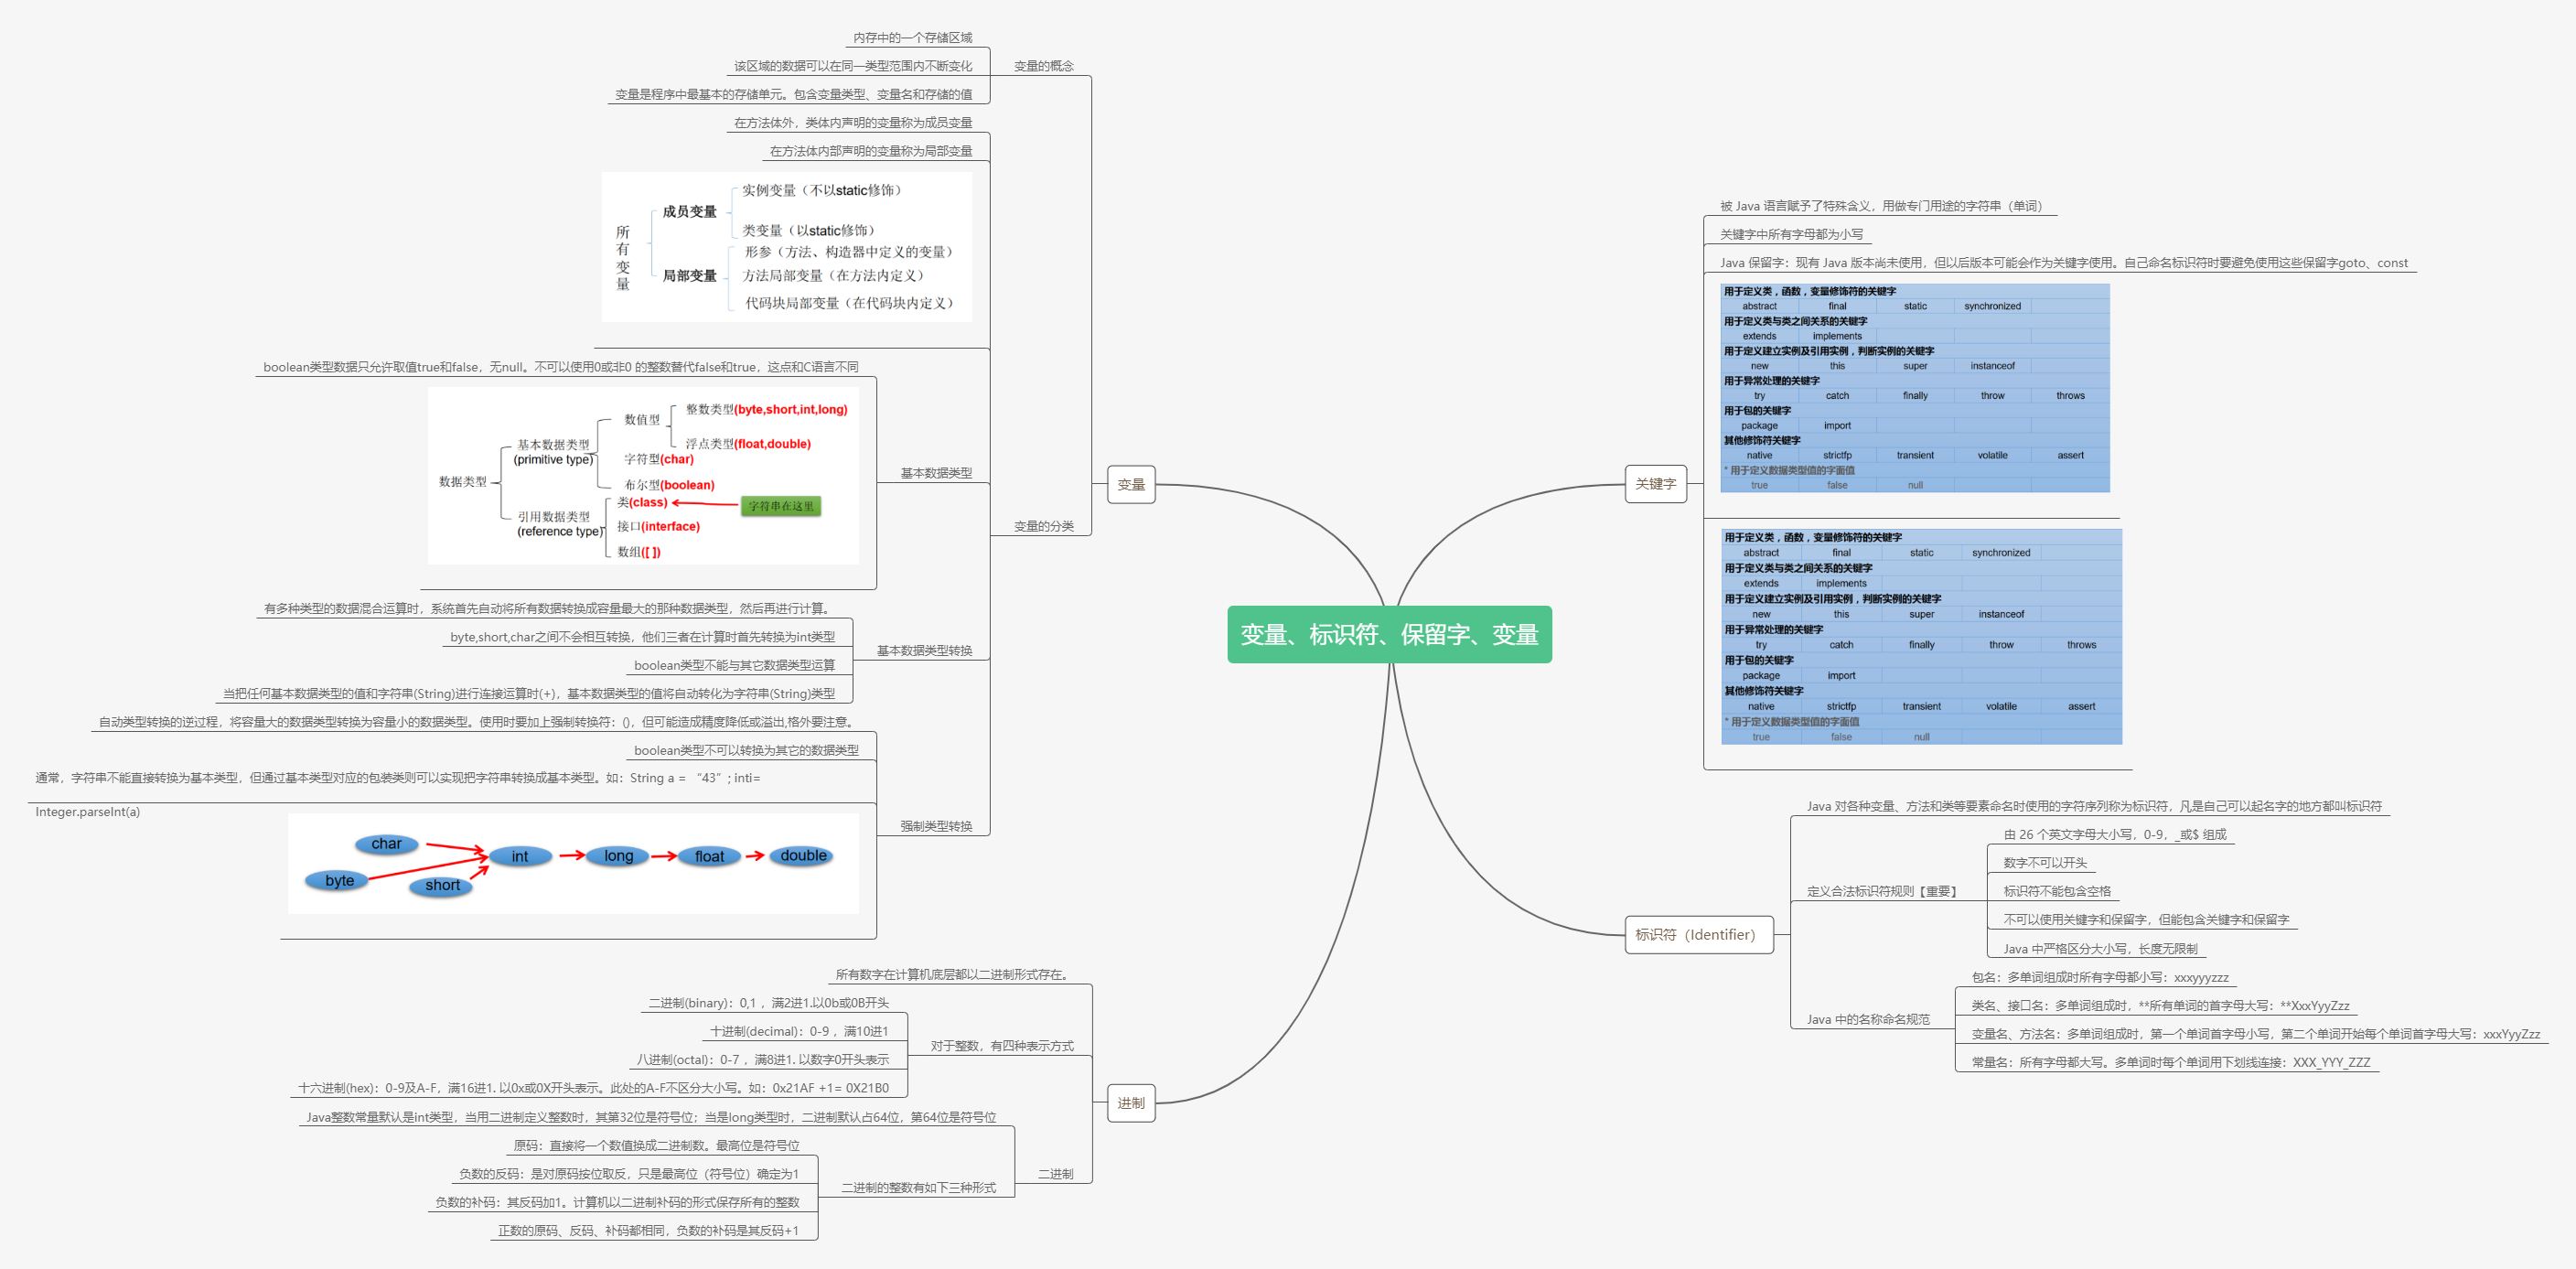 变量、标识符、保留字、变量
变量
变量的概念
内存中的一个存储区域
该区域的数据可以在同一类型范围内不断变化
变量是程序中最基本的存储单元。包含变量类型、变量名和存储的值
变量的分类
在方法体外，类体内声明的变量称为成员变量
在方法体内部声明的变量称为局部变量
所有变量
成员变量
实例变量（不以static修饰）
类变量（以static修饰）
局部变量
形参（方法、构造器中定义的变量）
方法局部变量（在方法内定义）
代码块局部变量（在代码块内定义）
基本数据类型
boolean类型数据只允许取值true和false，无null。不可以使用0或非0 的整数替代false和true，这点和C语言不同
数据类型
基本数据类型
(primitive type)
数值型
整数类型(byte,short,int,long)
浮点类型(float,double)
字符型(char)
布尔型(boolean)
引用数据类型
(reference type)
类(class)
字符串在这里
接口(interface)
数组([ ])
基本数据类型转换
有多种类型的数据混合运算时，系统首先自动将所有数据转换成容量最大的那种数据类型，然后再进行计算。
byte,short,char之间不会相互转换，他们三者在计算时首先转换为int类型
boolean类型不能与其它数据类型运算
当把任何基本数据类型的值和字符串(String)进行连接运算时(+)，基本数据类型的值将自动转化为字符串(String)类型
强制类型转换
自动类型转换的逆过程，将容量大的数据类型转换为容量小的数据类型。使用时要加上强制转换符：()，但可能造成精度降低或溢出,格外要注意。
boolean类型不可以转换为其它的数据类型
通常，字符串不能直接转换为基本类型，但通过基本类型对应的包装类则可以实现把字符串转换成基本类型。如：String a = “43”; inti=
Integer.parseInt(a)
char
byte
short
int
long
float
double
进制
所有数字在计算机底层都以二进制形式存在。
对于整数，有四种表示方式
二进制(binary)：0,1 ，满2进1.以0b或0B开头
十进制(decimal)：0-9 ，满10进1
八进制(octal)：0-7 ，满8进1. 以数字0开头表示
十六进制(hex)：0-9及A-F，满16进1. 以0x或0X开头表示。此处的A-F不区分大小写。如：0x21AF +1= 0X21B0
二进制
Java整数常量默认是int类型，当用二进制定义整数时，其第32位是符号位；当是long类型时，二进制默认占64位，第64位是符号位
二进制的整数有如下三种形式
原码：直接将一个数值换成二进制数。最高位是符号位
负数的反码：是对原码按位取反，只是最高位（符号位）确定为1
负数的补码：其反码加1。计算机以二进制补码的形式保存所有的整数
正数的原码、反码、补码都相同，负数的补码是其反码+1
关键字
被 Java 语言赋予了特殊含义，用做专门用途的字符串（单词）
关键字中所有字母都为小写
Java 保留字：现有 Java 版本尚未使用，但以后版本可能会作为关键字使用。自己命名标识符时要避免使用这些保留字goto、const
用于定义类，函数，变量修饰符的关键字
abstract final static synchronized
用于定义类与类之间关系的关键字
extends implements
用于定义建立实例及引用实例，判断实例的关键字
new this super instanceof
用于异常处理的关键字
try catch finally throw throws
用于包的关键字
package import
其他修饰符关键字
native strictfp transient volatile assert
* 用于定义数据类型值的字面值
true false null
用于定义类，函数，变量修饰符的关键字
abstract final static synchronized
用于定义类与类之间关系的关键字
extends implements
用于定义建立实例及引用实例，判断实例的关键字
new this super instanceof
用于异常处理的关键字
try catch finally throw throws
用于包的关键字
package import
其他修饰符关键字
native strictfp transient volatile assert
* 用于定义数据类型值的字面值
true false null
标识符（Identifier）
Java 对各种变量、方法和类等要素命名时使用的字符序列称为标识符，凡是自己可以起名字的地方都叫标识符
定义合法标识符规则【重要】
由 26 个英文字母大小写，0-9，_或$ 组成
数字不可以开头
标识符不能包含空格
不可以使用关键字和保留字，但能包含关键字和保留字
Java 中严格区分大小写，长度无限制
Java 中的名称命名规范
包名：多单词组成时所有字母都小写：xxxyyyzzz
类名、接口名：多单词组成时，**所有单词的首字母大写：**XxxYyyZzz
变量名、方法名：多单词组成时，第一个单词首字母小写，第二个单词开始每个单词首字母大写：xxxYyyZzz
常量名：所有字母都大写。多单词时每个单词用下划线连接：XXX_YYY_ZZZ